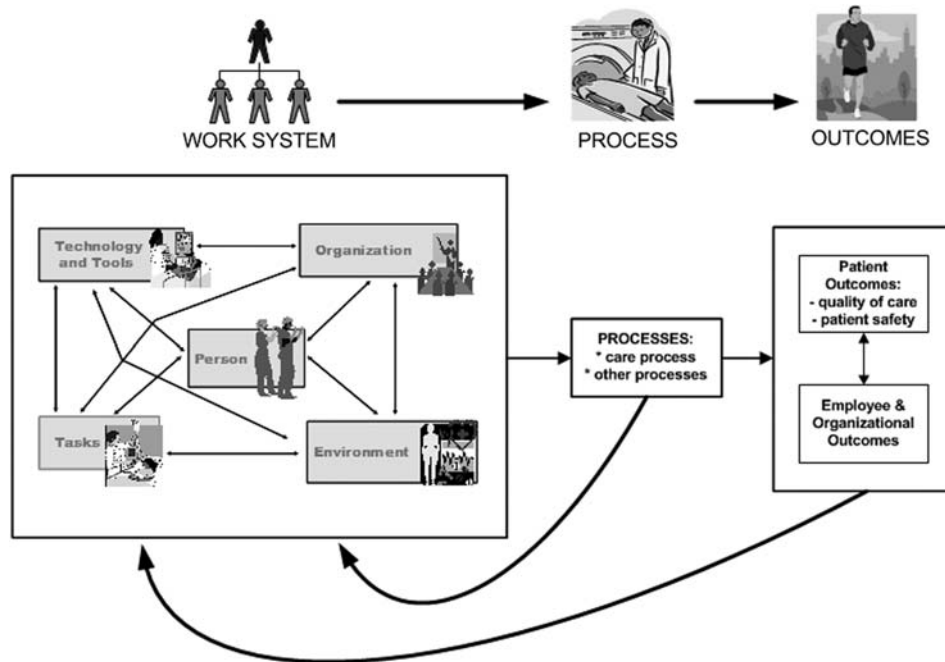 WORK SYSTEM
PROCESS
OUTCOMES
Technology
and Tools
Organization
Person
Tasks
Environment
PROCESSES:
* care process
* other processes
Patient
Outcomes:
- quality of care
- patient safety
Employee &
Organizational
Outcomes